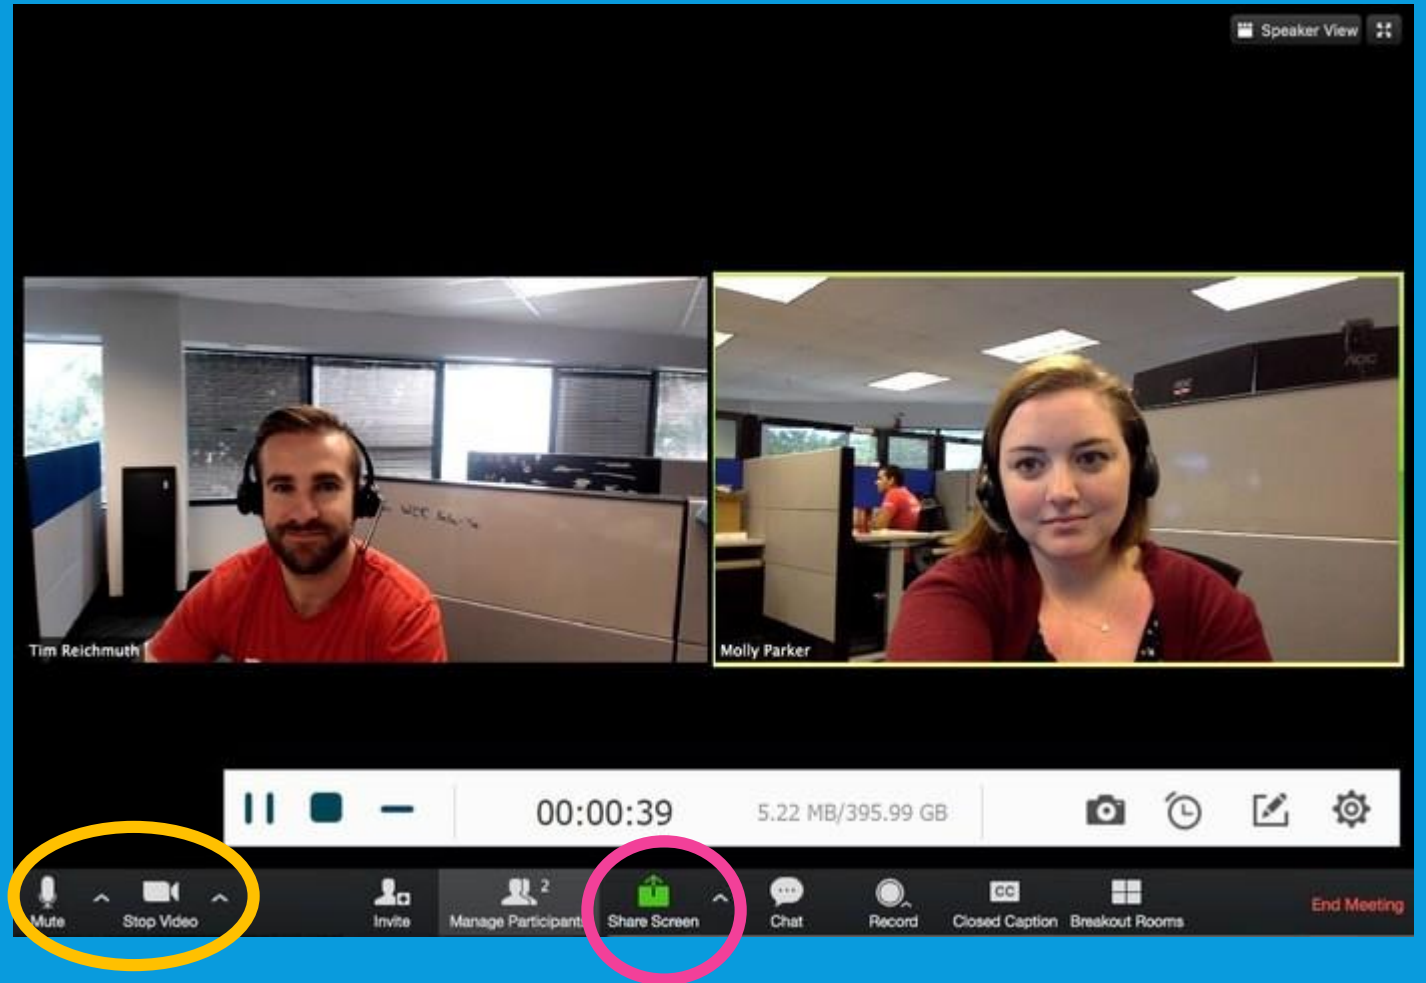 Speaker View
AOC
Tim Reichmuth
Molly Parker
00:00:39
5.22 MB/395.99 GB
Mute
Stop Video
Invite
2
Manage Participants
Share Screen
Chat
Record
CC
Closed Caption
Breakout Rooms
End Meeting